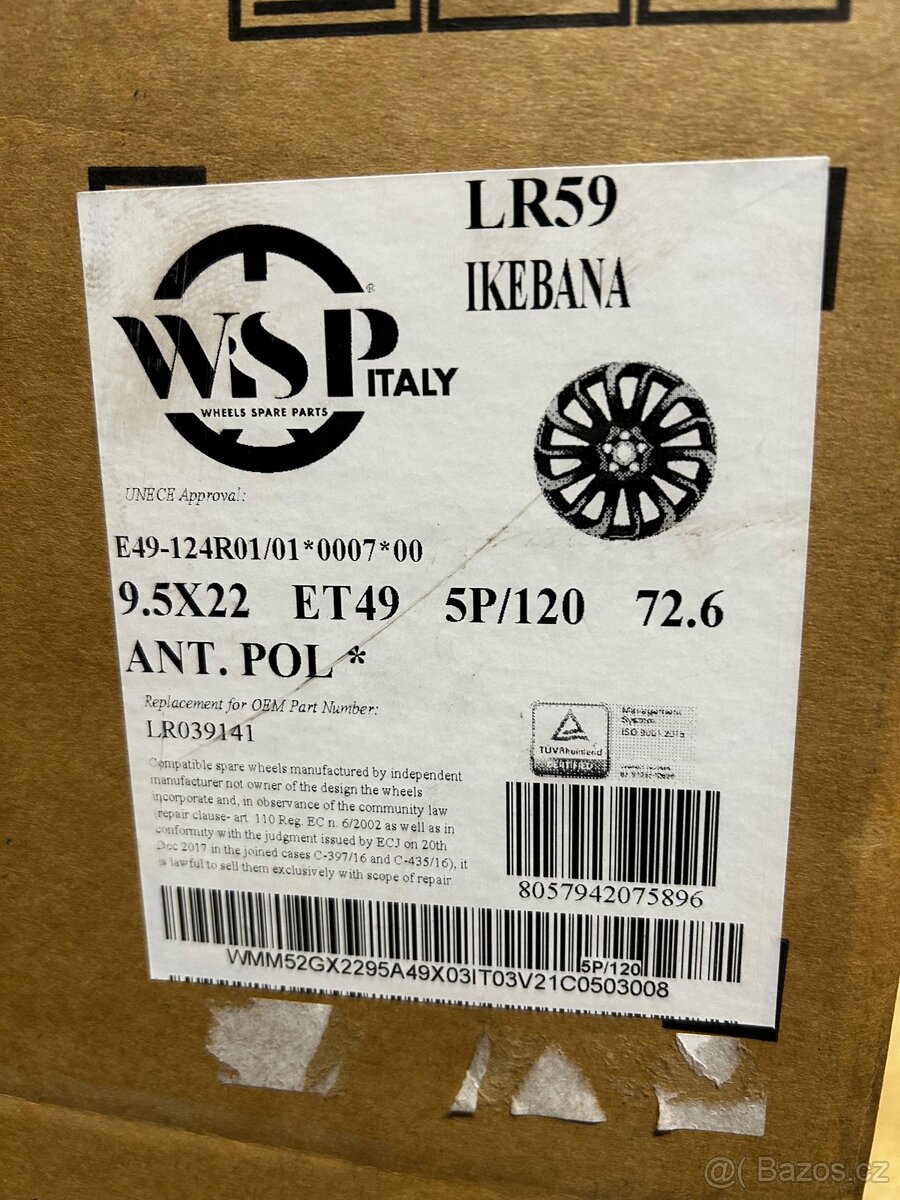 LR59
IKEBANA
WSP
ITALY
®
WHEELS SPARE PARTS
UNECE Approval:
E49-124R01/01*0007*00
9.5X22 ET49 5P/120 72.6
ANT. POL *
Replacement for OEM Part Number:
LR039141
Compatible spare wheels manufactured by independent
manufacturer not owner of the design the wheels
incorporate and, in observance of the community law
(repair clause- art 110 Reg. EC n. 6/2002 as well as in
conformity with the judgment issued by ECJ on 20th
Dec 2017 in the joined cases C-397/16 and C-435/16), it
is lawful to sell them exclusively with scope of repair
TÜVRheinland
CERTIFIED
Management
System
ISO 9001:2015
8057942075896
5P/120
WMM52GX2295A49X03IT03V21C0503008
@( Bazos.cz